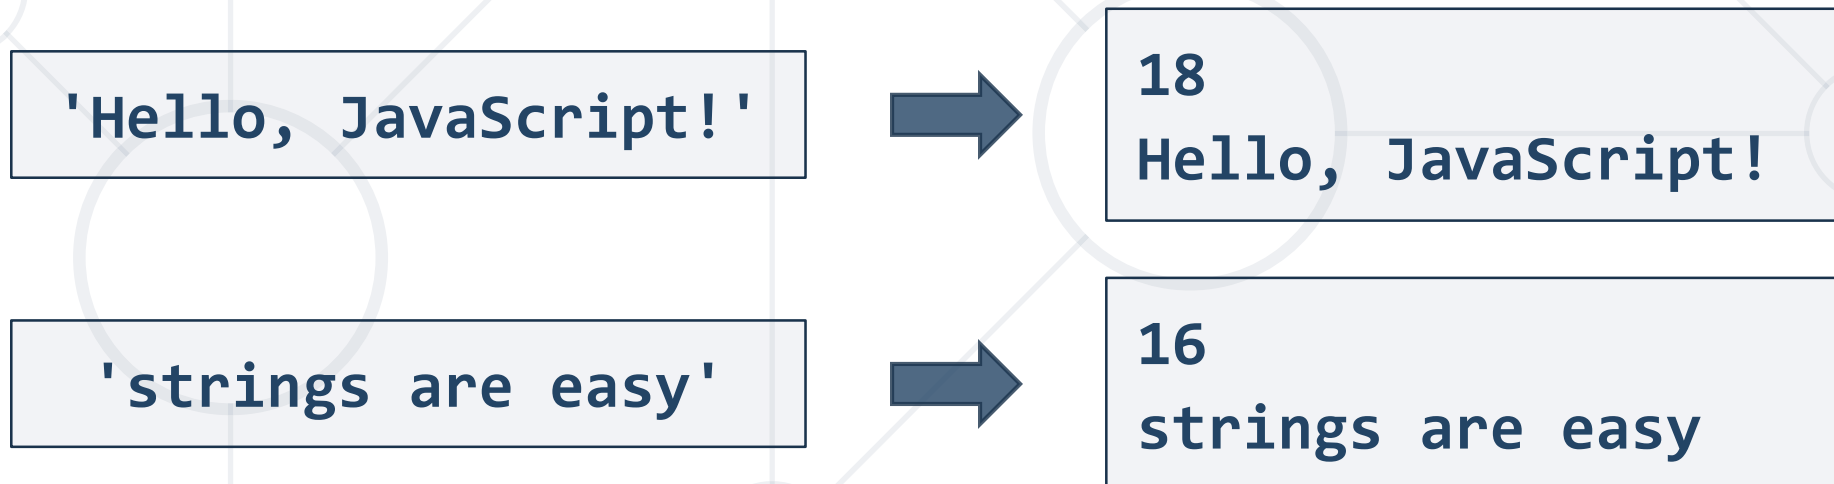 'Hello, JavaScript!'
18
Hello, JavaScript!
'strings are easy'
16
strings are easy